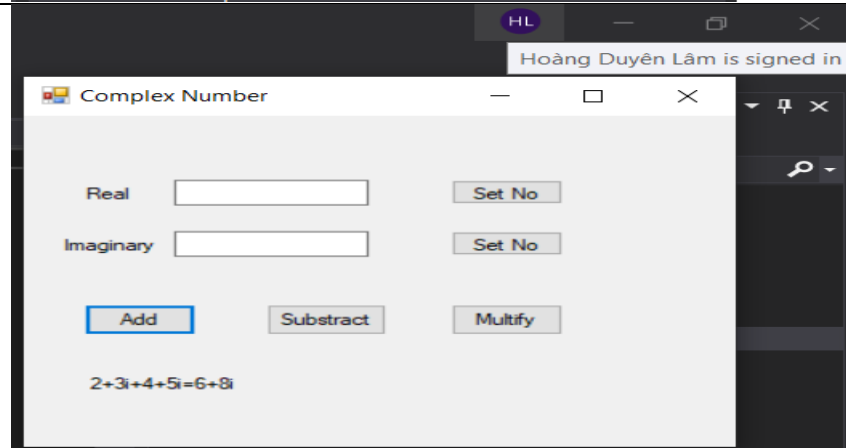 HL
Hoàng Duyên Lâm is signed in
Complex Number
Real
Set No
Imaginary
Set No
Add
Substract
Multify
2+3i+4+5i=6+8i